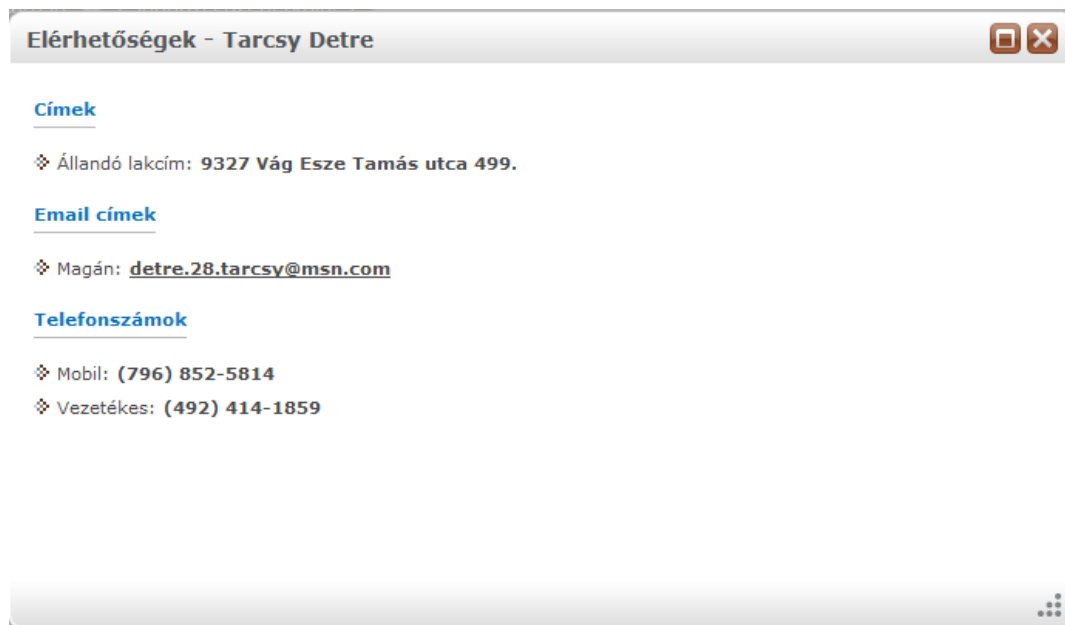 Elérhetőségek - Tarcsy Detre
Címek
Állandó lakcím: 9327 Vág Esze Tamás utca 499.
Email címek
Magán: detre.28.tarcsy@msn.com
Telefonszámok
Mobil: (796) 852-5814
Vezetékes: (492) 414-1859